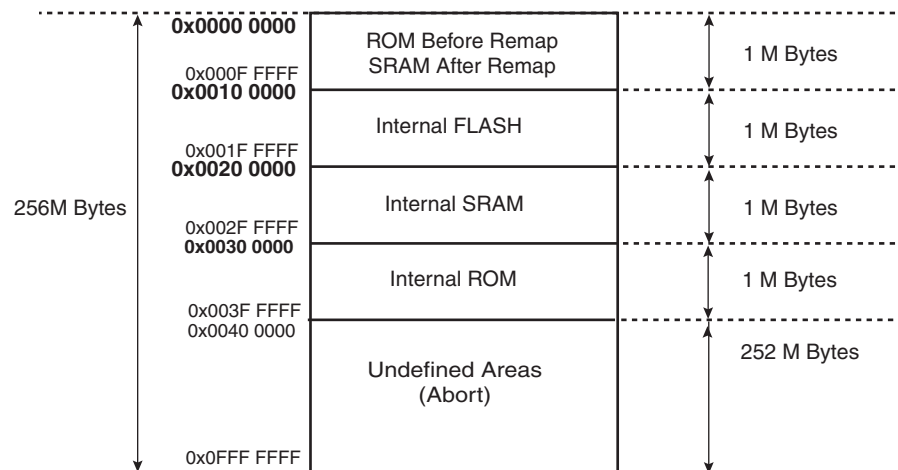 0x0000 0000
ROM Before Remap
SRAM After Remap
1 M Bytes
0x000F FFFF
0x0010 0000
Internal FLASH
1 M Bytes
0x001F FFFF
0x0020 0000
256M Bytes
Internal SRAM
1 M Bytes
0x002F FFFF
0x0030 0000
Internal ROM
1 M Bytes
0x003F FFFF
0x0040 0000
252 M Bytes
Undefined Areas
(Abort)
0x0FFF FFFF